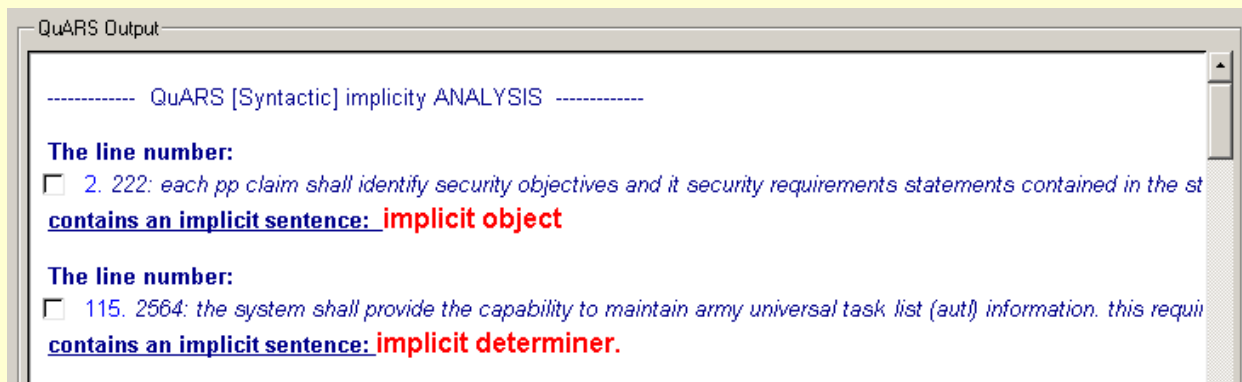 QuARS Output
------------- QuARS [Syntactic] implicity ANALYSIS -------------
The line number:
2. 222: each pp claim shall identify security objectives and it security requirements statements contained in the st
contains an implicit sentence: implicit object
The line number:
115. 2564: the system shall provide the capability to maintain army universal task list (autl) information. this requir
contains an implicit sentence: implicit determiner.